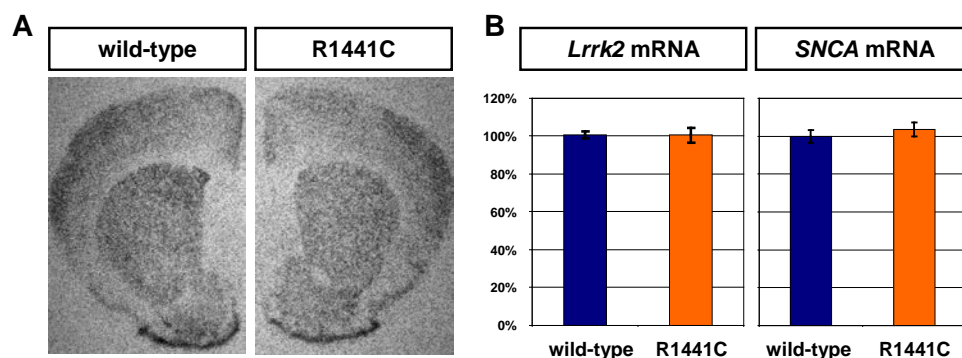 A
wild-type
R1441C
B
Lrrk2 mRNA
SNCA mRNA
120%
100%
80%
60%
40%
20%
0%
wild-type R1441C
wild-type R1441C